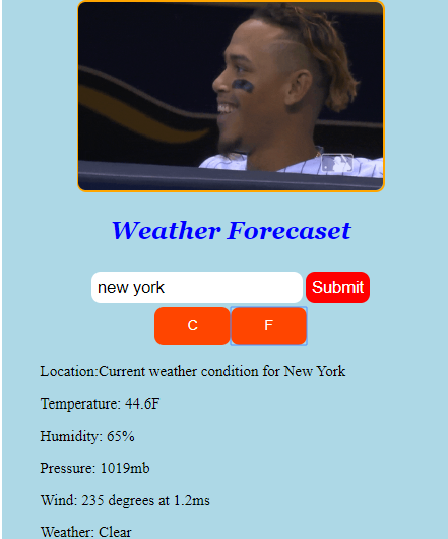 Weather Forecaset
new york Submit
C F
Location:Current weather condition for New York
Temperature: 44.6F
Humidity: 65%
Pressure: 1019mb
Wind: 235 degrees at 1.2ms
Weather: Clear